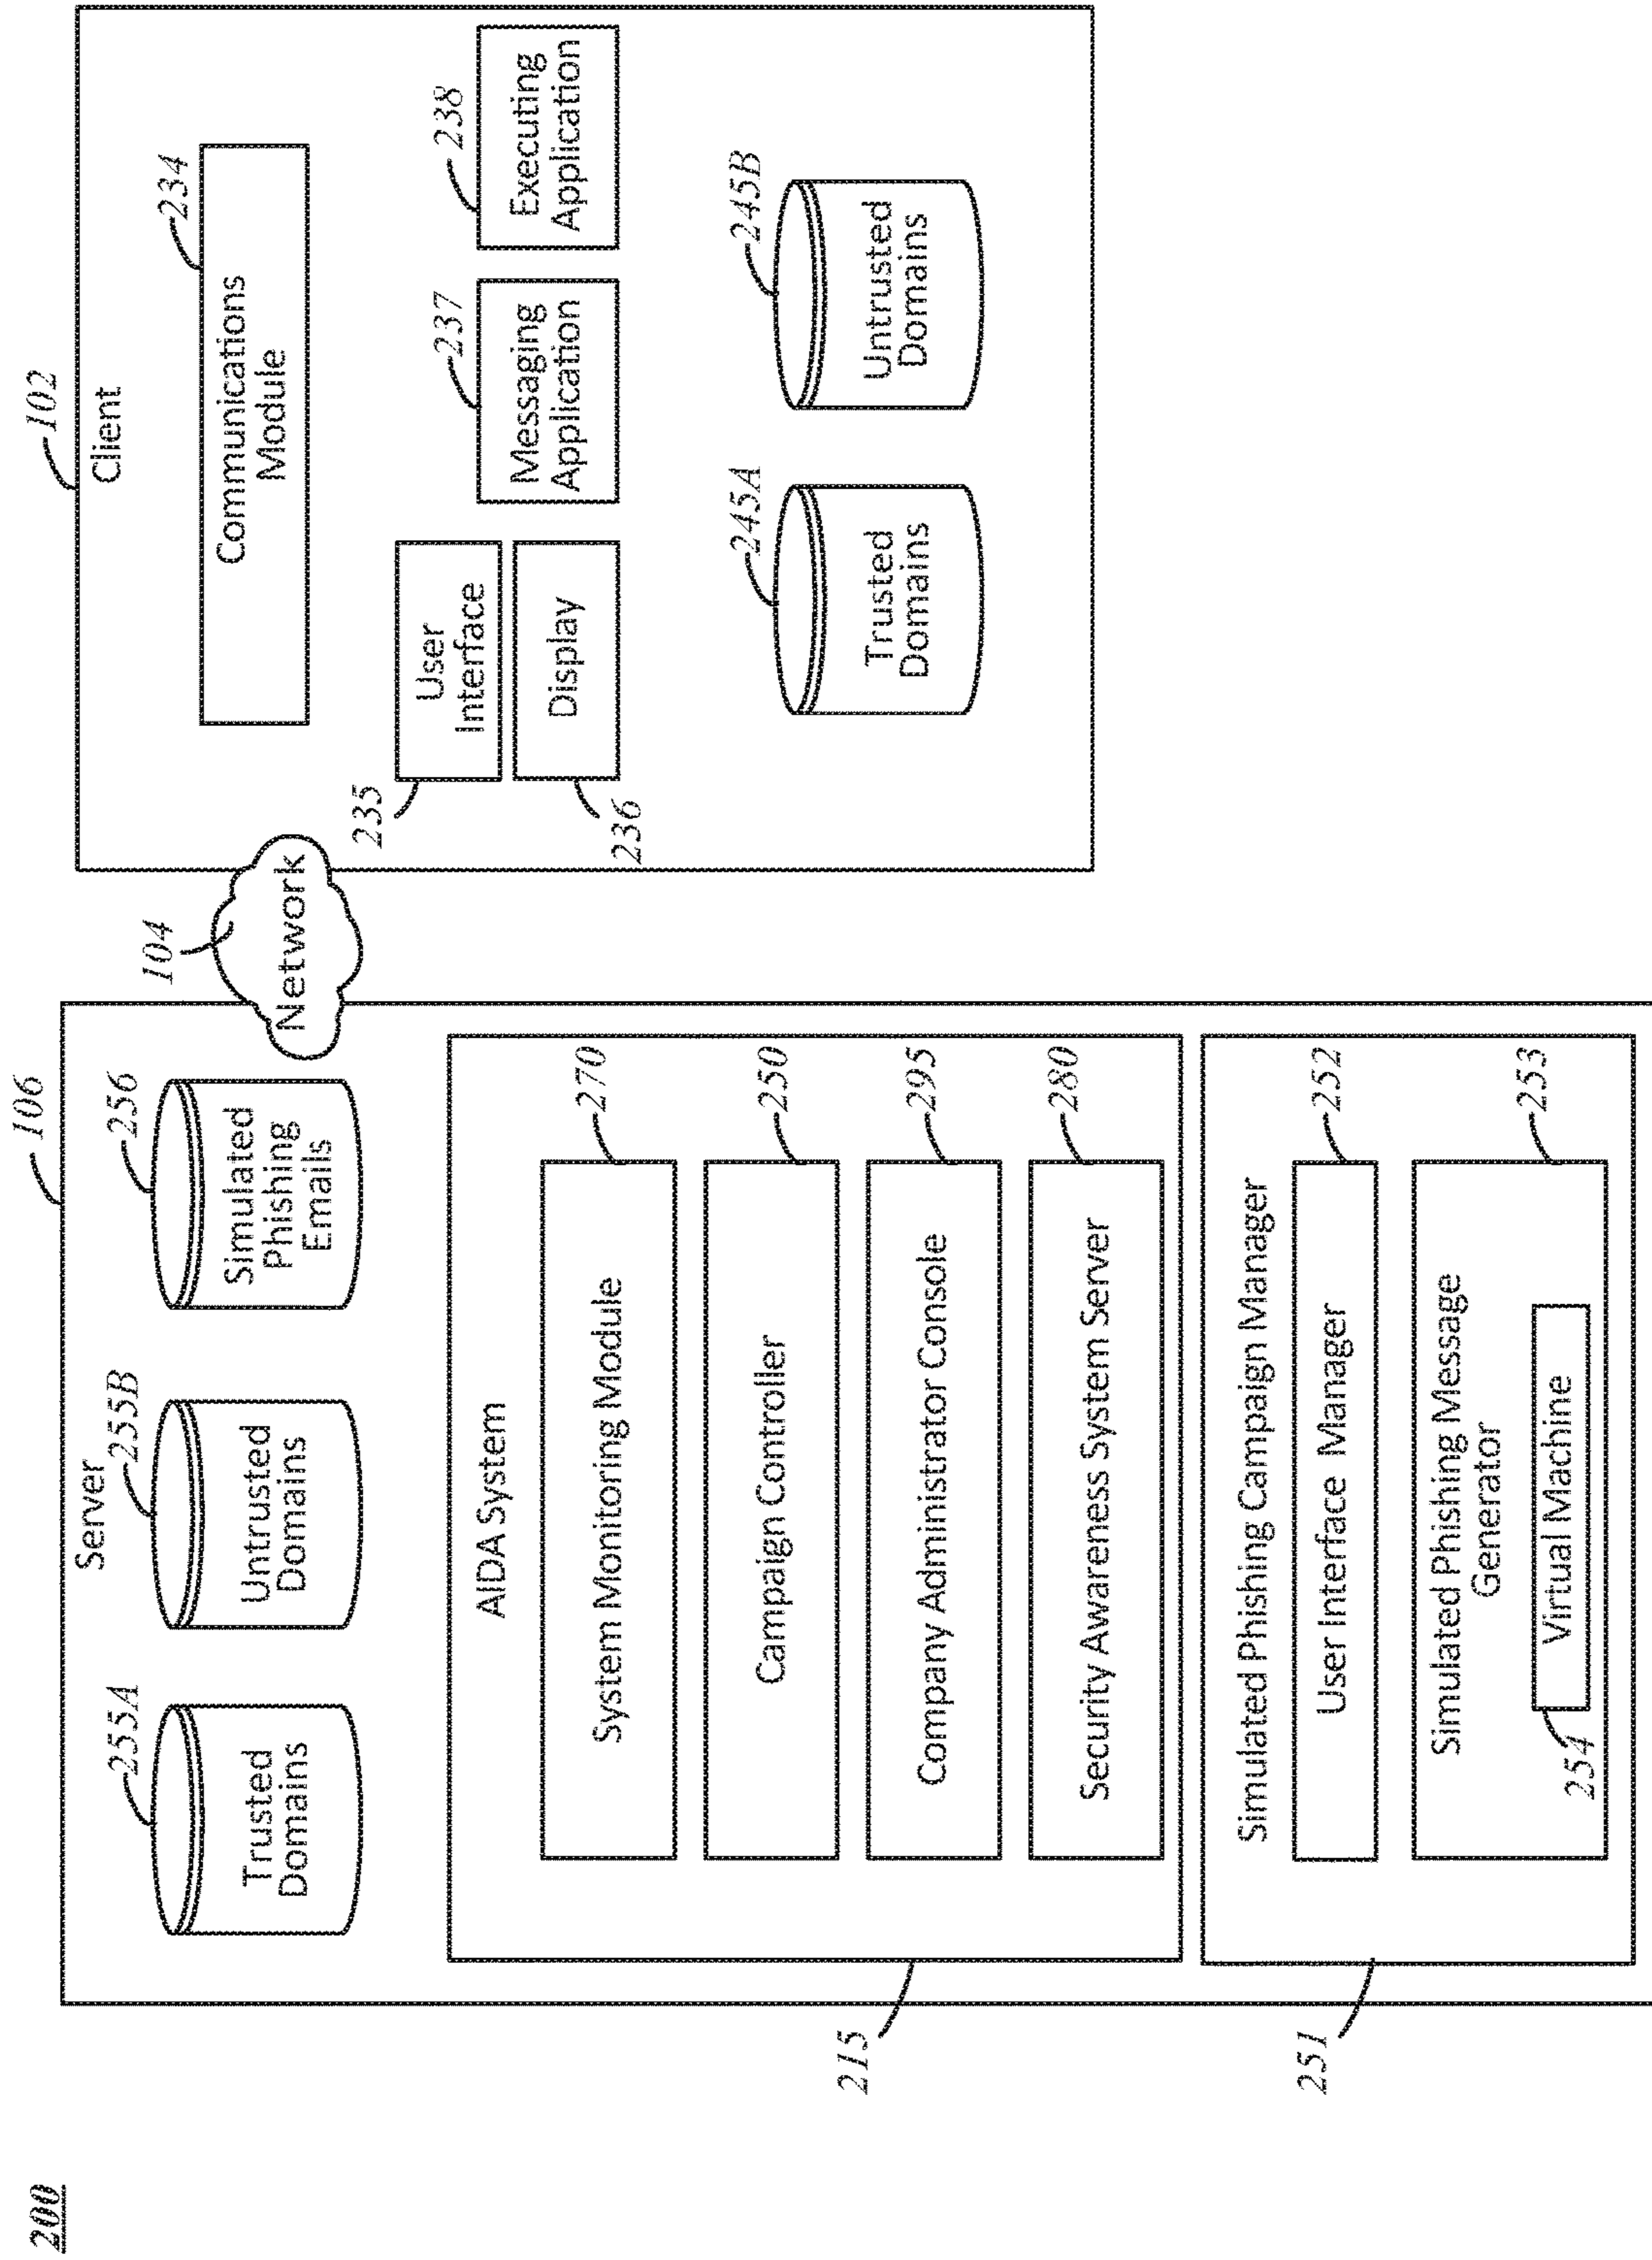 200
106
Server
255A
Trusted
Domains
255B
Untrusted
Domains
256
Simulated
Phishing
Emails
AIDA System
215
System Monitoring Module
270
Campaign Controller
250
Company Administrator Console
295
Security Awareness System Server
280
Simulated Phishing Campaign Manager
251
User Interface Manager
252
Simulated Phishing Message
Generator
253
Virtual Machine
254
104
Network
102
Client
234
Communications
Module
235
User
Interface
Display
236
237
Messaging
Application
238
Executing
Application
245A
Trusted
Domains
245B
Untrusted
Domains